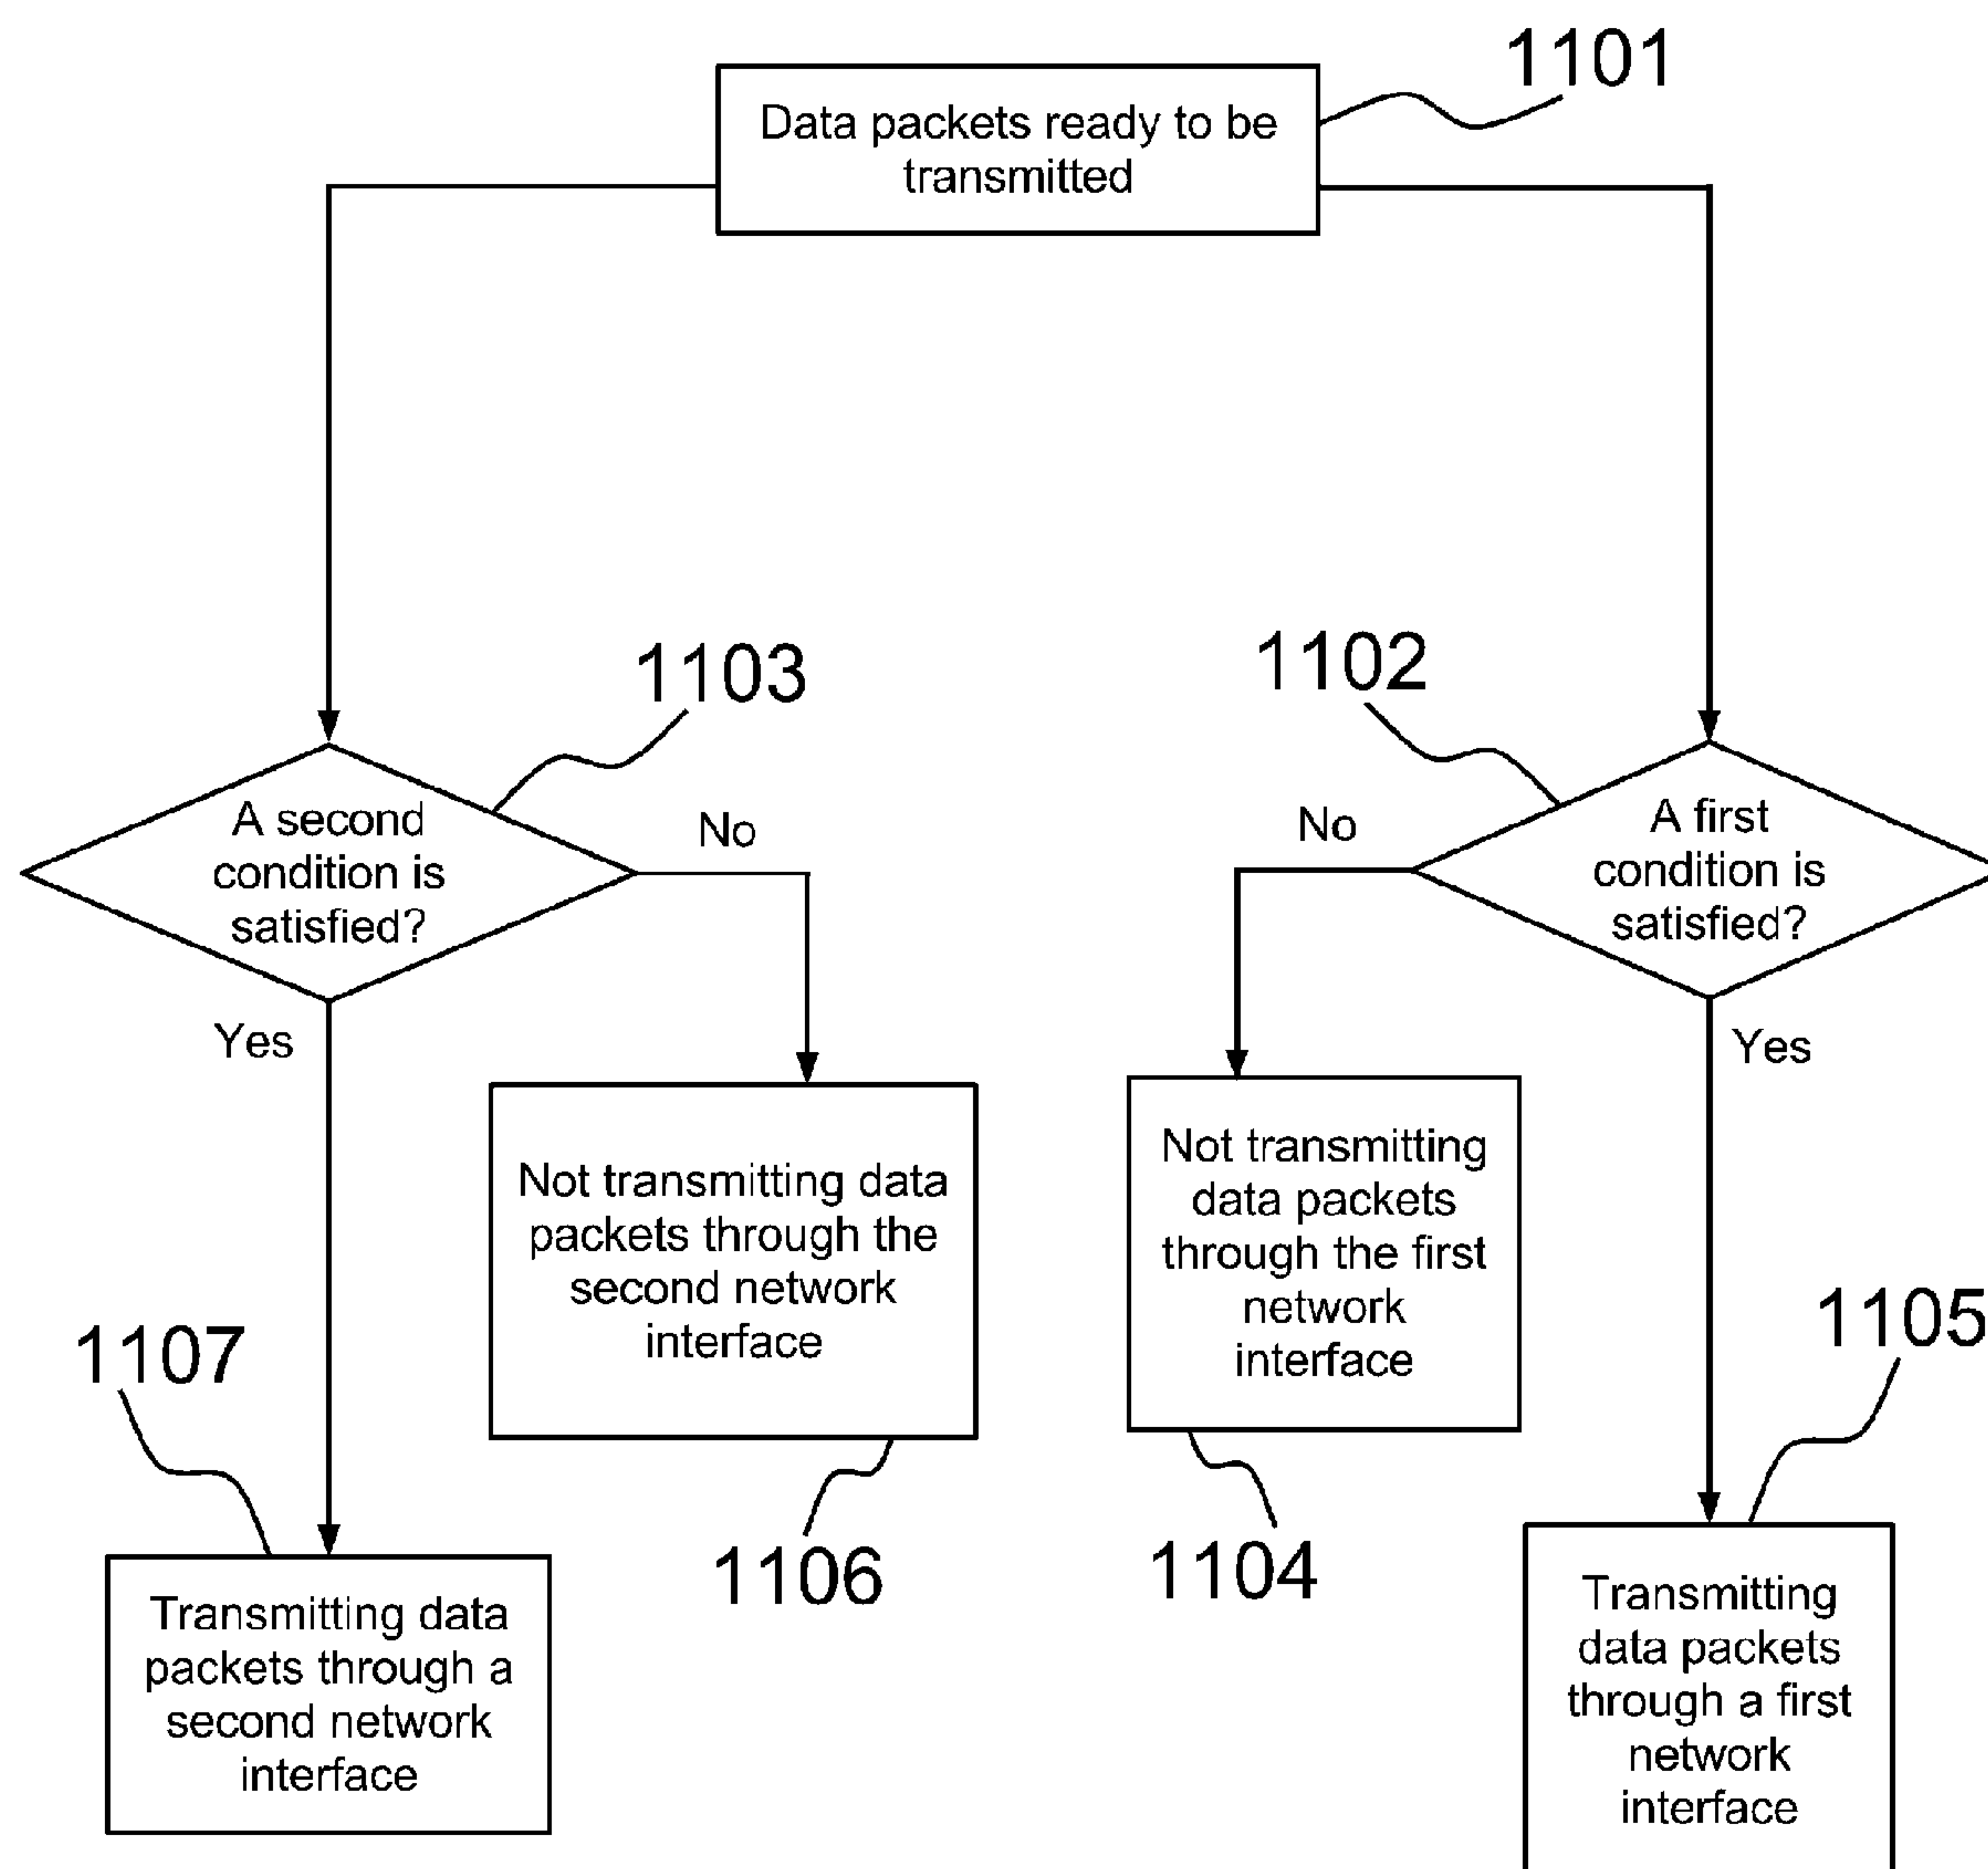 1101
Data packets ready to be
transmitted
1103
1102
A second
condition is
satisfied?
No
No
A first
condition is
satisfied?
Yes
Yes
Not transmitting data
packets through the
second network
interface
Not transmitting
data packets
through the first
network
interface
1107
1105
1106
1104
Transmitting data
packets through a
second network
interface
Transmitting
data packets
through a first
network
interface